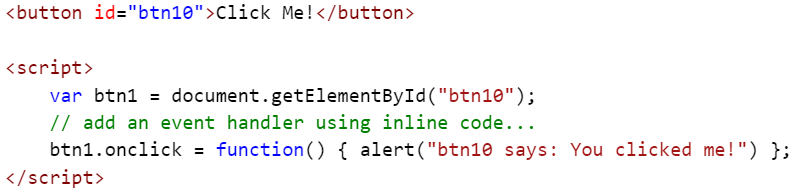 <button id="btn10">Click Me!</button>
<script>
var btn1 = document.getElementById("btn10");
// add an event handler using inline code...
btn1.onclick = function() { alert("btn10 says: You clicked me!") };
</script>